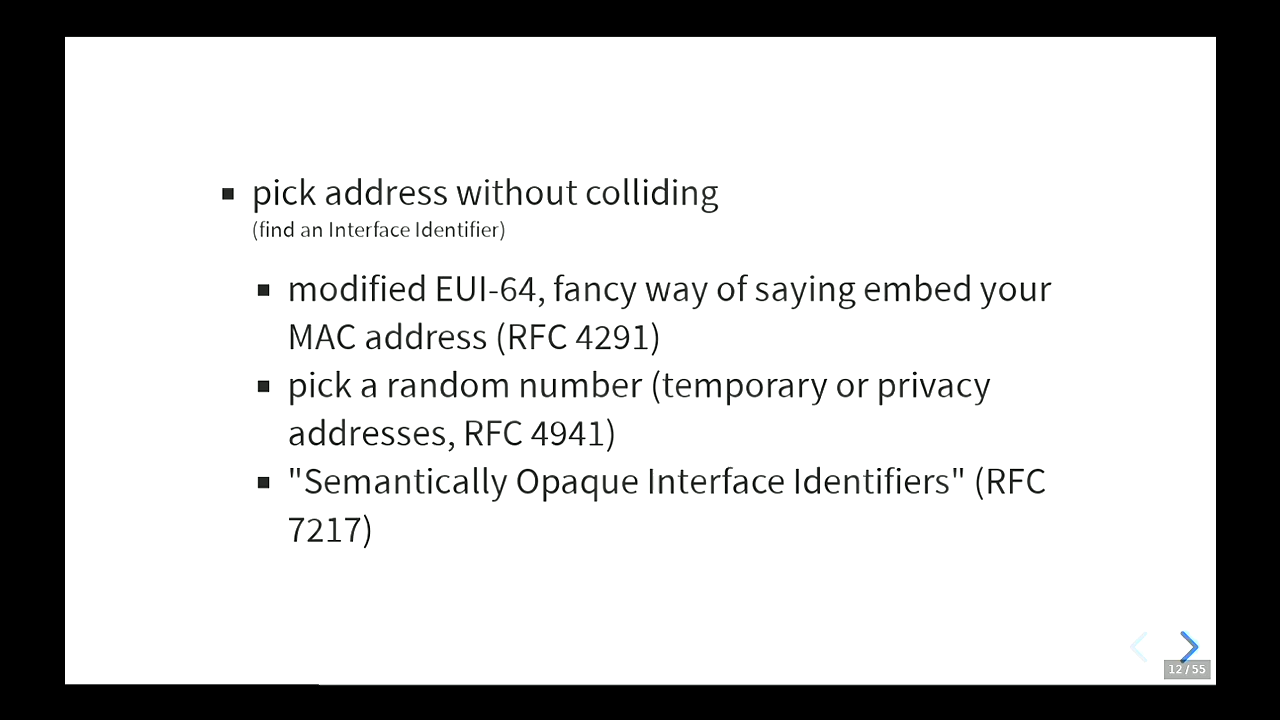 ▪ pick address without colliding
(find an Interface Identifier)
▪ modified EUI-64, fancy way of saying embed your
MAC address (RFC 4291)
▪ pick a random number (temporary or privacy
addresses, RFC 4941)
▪ "Semantically Opaque Interface Identifiers" (RFC
7217)
12 / 55